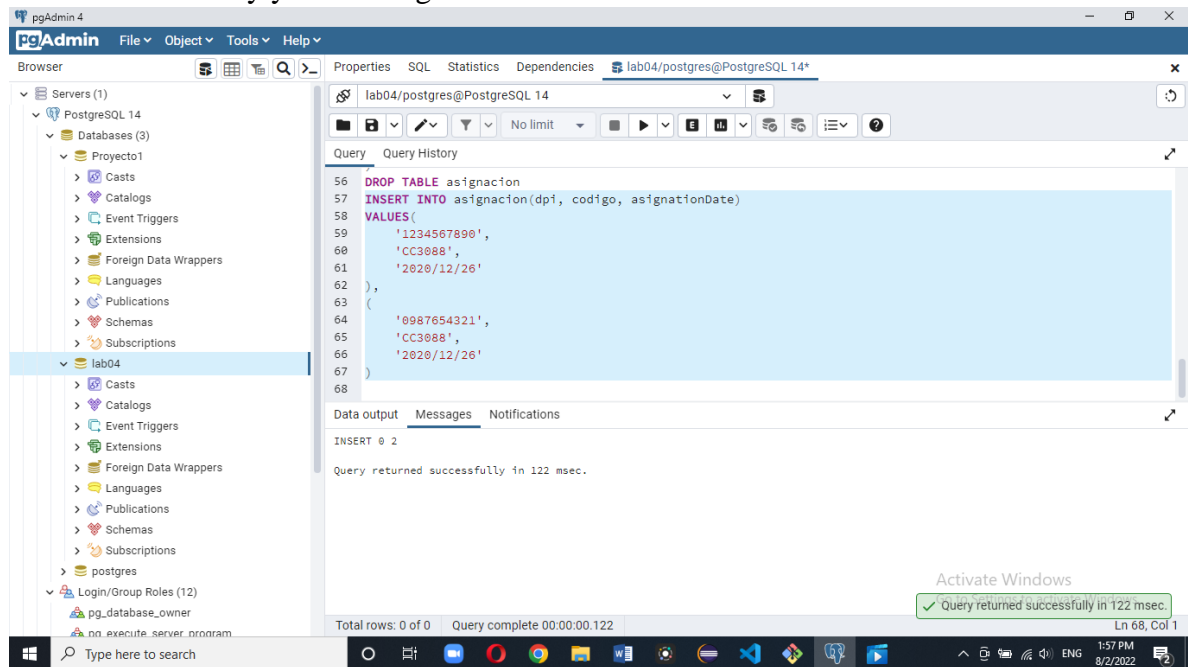 pgAdmin 4
pgAdmin File Object Tools Help
Browser
Properties SQL Statistics Dependencies lab04/postgres@PostgreSQL 14*
Servers (1)
PostgreSQL 14
Databases (3)
Proyecto1
Casts
Catalogs
Event Triggers
Extensions
Foreign Data Wrappers
Languages
Publications
Schemas
Subscriptions
lab04
Casts
Catalogs
Event Triggers
Extensions
Foreign Data Wrappers
Languages
Publications
Schemas
Subscriptions
postgres
Login/Group Roles (12)
pg_database_owner
pg_execute_server_program
lab04/postgres@PostgreSQL 14
No limit
Query Query History
56 DROP TABLE asignacion
57 INSERT INTO asignacion(dpi, codigo, asignationDate)
58 VALUES(
59 '1234567890',
60 'CC3088',
61 '2020/12/26'
62 ),
63 (
64 '0987654321',
65 'CC3088',
66 '2020/12/26'
67 )
68
Data output Messages Notifications
INSERT 0 2
Query returned successfully in 122 msec.
Activate Windows
Go to Settings to activate Windows.
Query returned successfully in 122 msec.
Total rows: 0 of 0 Query complete 00:00:00.122 Ln 68, Col 1
Type here to search
ENG
1:57 PM
8/2/2022
2